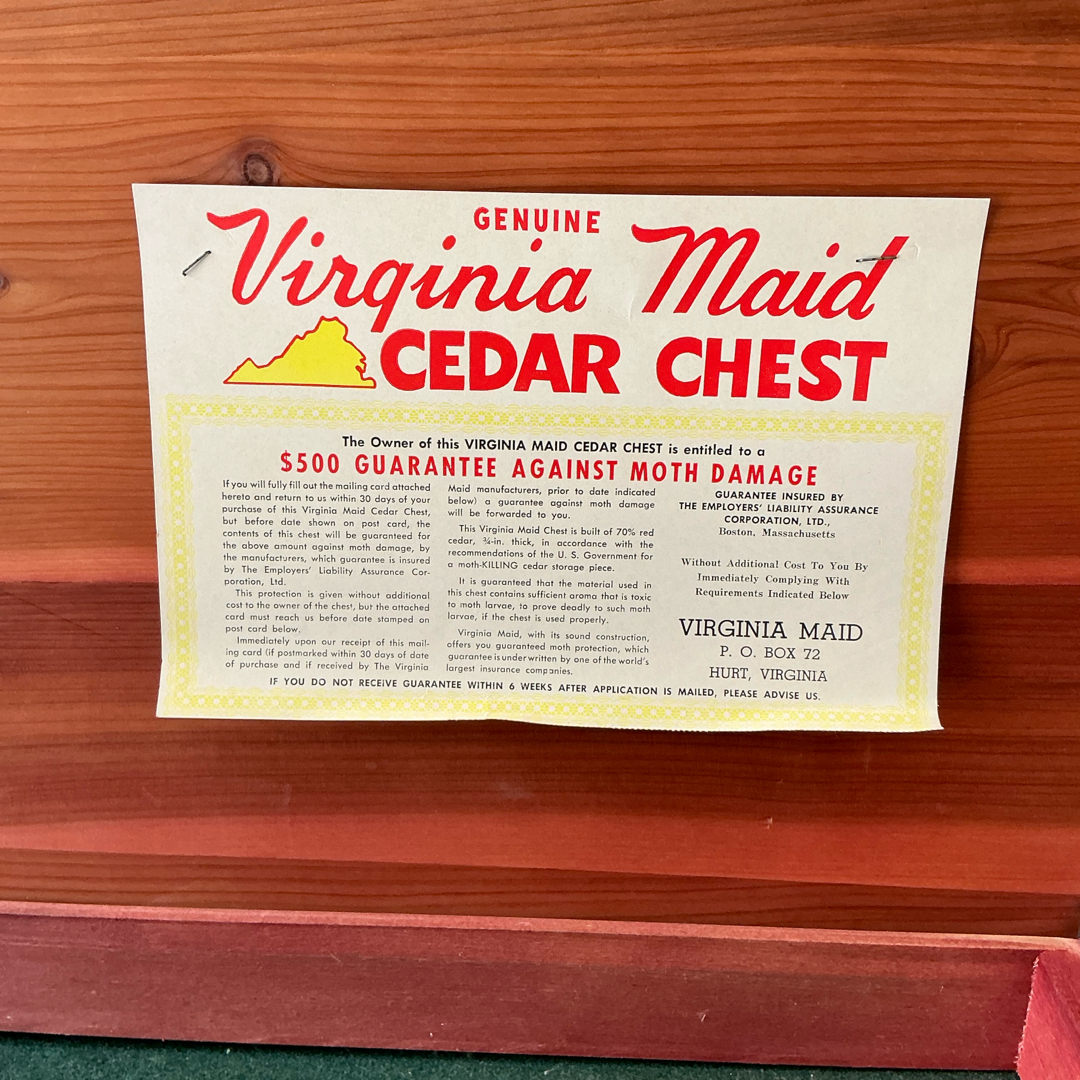 GENUINE
Virginia Maid
CEDAR CHEST
The Owner of this VIRGINIA MAID CEDAR CHEST is entitled to a
$500 GUARANTEE AGAINST MOTH DAMAGE
If you will fully fill out the mailing card attached
hereto and return to us within 30 days of your
purchase of this Virginia Maid Cedar Chest,
but before date shown on post card, the
contents of this chest will be guaranteed for
the above amount against moth damage, by
the manufacturers, which guarantee is insured
by The Employers' Liability Assurance Cor-
poration, Ltd.
This protection is given without additional
cost to the owner of the chest, but the attached
card must reach us before date stamped on
post card below.
Immediately upon our receipt of this mail-
ing card (if postmarked within 30 days of date
of purchase and if received by The Virginia
Maid manufacturers, prior to date indicated
below) a guarantee against moth damage
will be forwarded to you.
This Virginia Maid Chest is built of 70% red
cedar, ¾-in. thick, in accordance with the
recommendations of the U. S. Government for
a moth-KILLING cedar storage piece.
It is guaranteed that the material used in
this chest contains sufficient aroma that is toxic
to moth larvae, to prove deadly to such moth
larvae, if the chest is used properly.
Virginia Maid, with its sound construction,
offers you guaranteed moth protection, which
guarantee is underwritten by one of the world's
largest insurance companies.
GUARANTEE INSURED BY
THE EMPLOYERS' LIABILITY ASSURANCE
CORPORATION, LTD.,
Boston, Massachusetts
Without Additional Cost To You By
Immediately Complying With
Requirements Indicated Below
VIRGINIA MAID
P. O. BOX 72
HURT, VIRGINIA
IF YOU DO NOT RECEIVE GUARANTEE WITHIN 6 WEEKS AFTER APPLICATION IS MAILED, PLEASE ADVISE US.